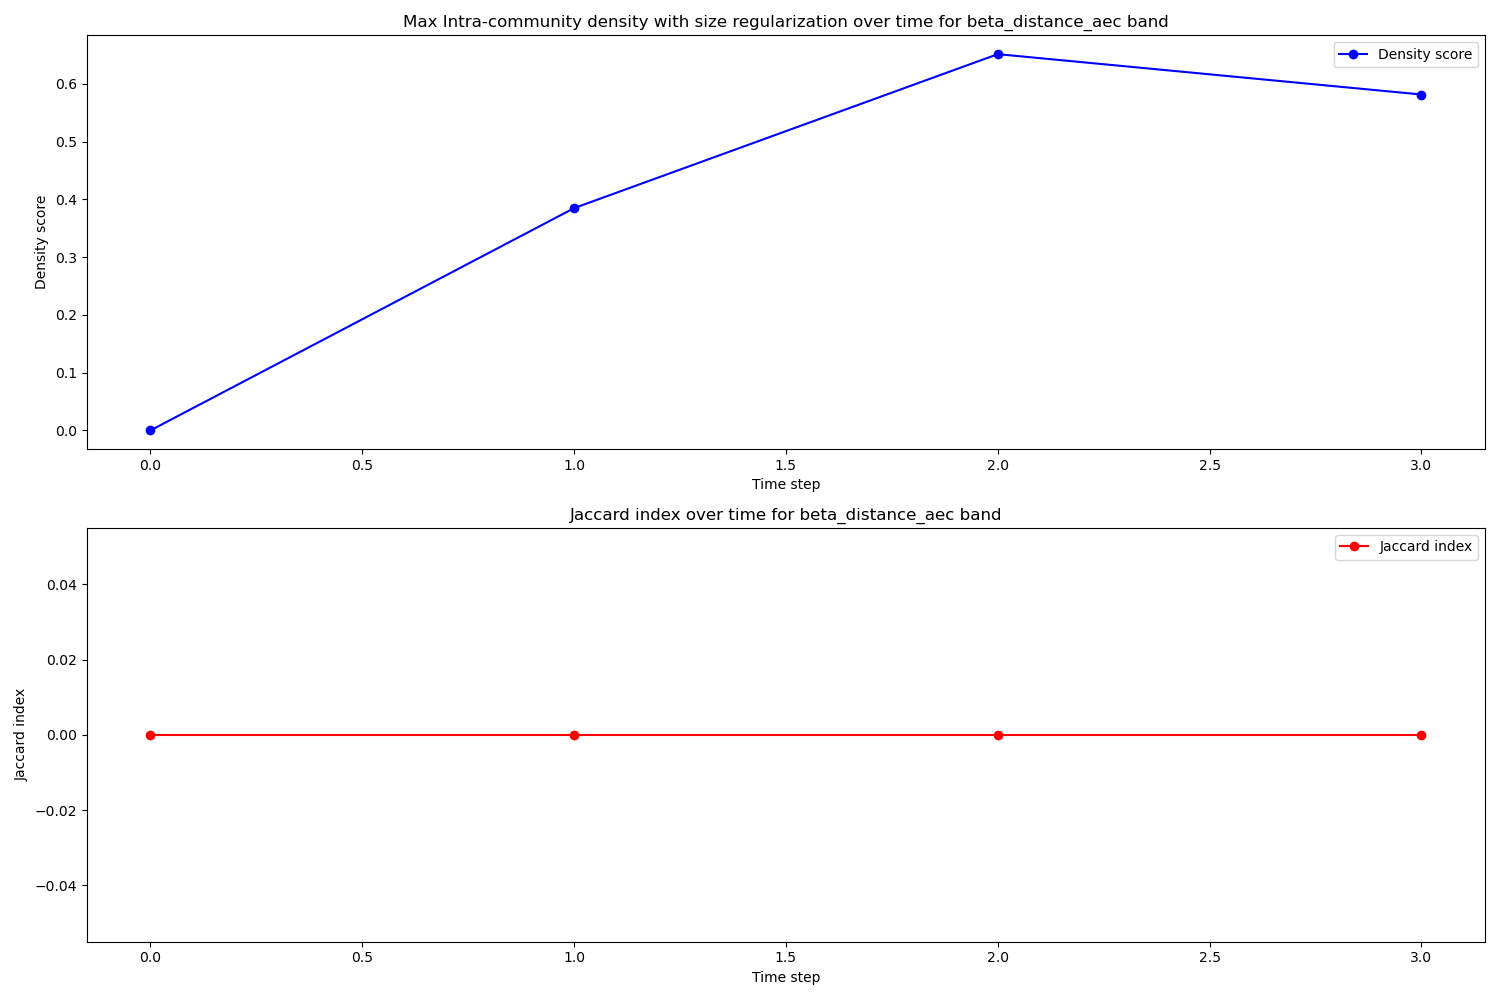 Max Intra-community density with size regularization over time for beta_distance_aec band
Density score
0.6
0.5
0.4
0.3
0.2
0.1
0.0
Density score
0.0 0.5 1.0 1.5 2.0 2.5 3.0
Time step
Jaccard index over time for beta_distance_aec band
Jaccard index
0.04
0.02
0.00
−0.02
−0.04
Jaccard index
0.0 0.5 1.0 1.5 2.0 2.5 3.0
Time step